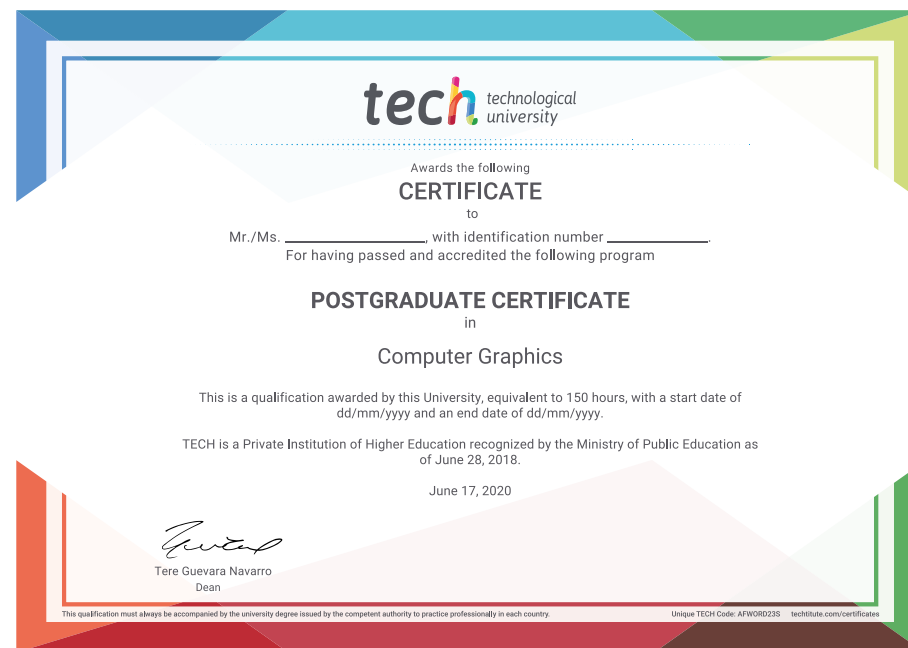 tech technological
university
Awards the following
CERTIFICATE
to
Mr./Ms. ____________________, with identification number __________________.
For having passed and accredited the following program
POSTGRADUATE CERTIFICATE
in
Computer Graphics
This is a qualification awarded by this University, equivalent to 150 hours, with a start date of
dd/mm/yyyy and an end date of dd/mm/yyyy.
TECH is a Private Institution of Higher Education recognized by the Ministry of Public Education as
of June 28, 2018.
June 17, 2020
Tere Guevara Navarro
Dean
This qualification must always be accompanied by the university degree issued by the competent authority to practice professionally in each country. Unique TECH Code: AFWORD23S techtitute.com/certificates